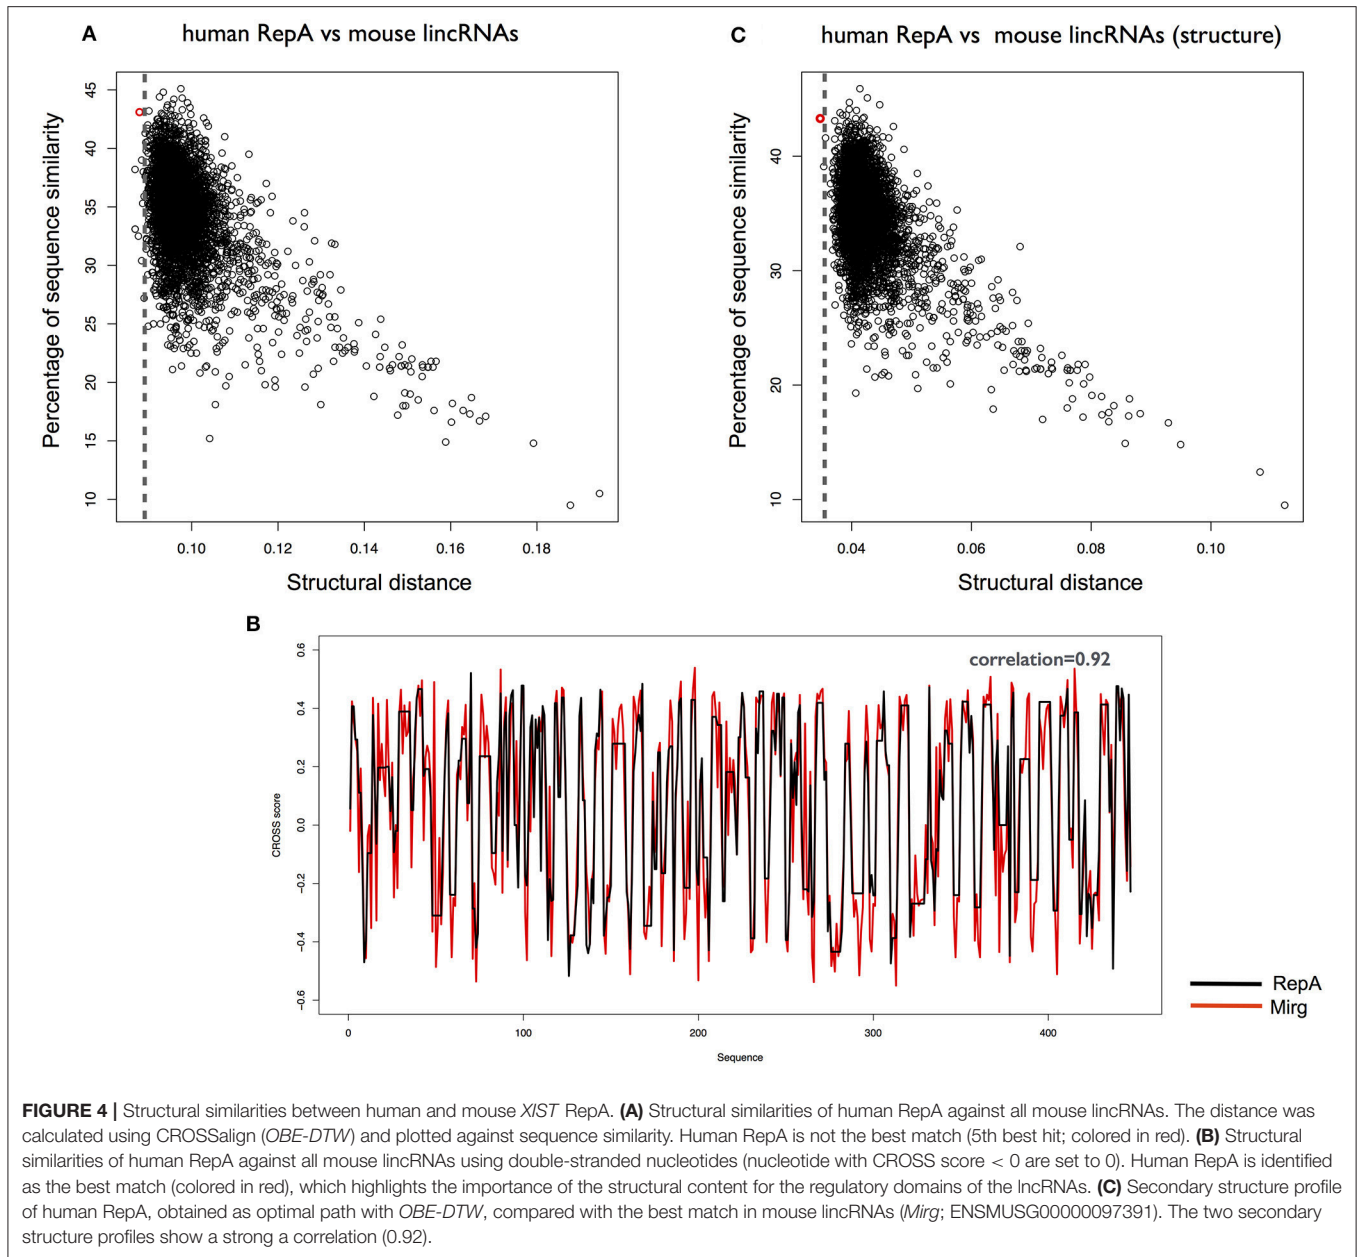 A
human RepA vs mouse lincRNAs
Percentage of sequence similarity
45
40
35
30
25
20
15
10
0.10
0.12
0.14
0.16
0.18
Structural distance
C
human RepA vs mouse lincRNAs (structure)
Percentage of sequence similarity
40
30
20
10
0.04
0.06
0.08
0.10
Structural distance
B
correlation=0.92
CROSS score
0.6
0.4
0.2
0.0
-0.2
-0.4
-0.6
0
100
200
300
400
Sequence
RepA
Mirg
FIGURE 4 | Structural similarities between human and mouse XIST RepA. (A) Structural similarities of human RepA against all mouse lincRNAs. The distance was
calculated using CROSSalign (OBE-DTW) and plotted against sequence similarity. Human RepA is not the best match (5th best hit; colored in red). (B) Structural
similarities of human RepA against all mouse lincRNAs using double-stranded nucleotides (nucleotide with CROSS score < 0 are set to 0). Human RepA is identified
as the best match (colored in red), which highlights the importance of the structural content for the regulatory domains of the lncRNAs. (C) Secondary structure profile
of human RepA, obtained as optimal path with OBE-DTW, compared with the best match in mouse lincRNAs (Mirg; ENSMUSG00000097391). The two secondary
structure profiles show a strong a correlation (0.92).